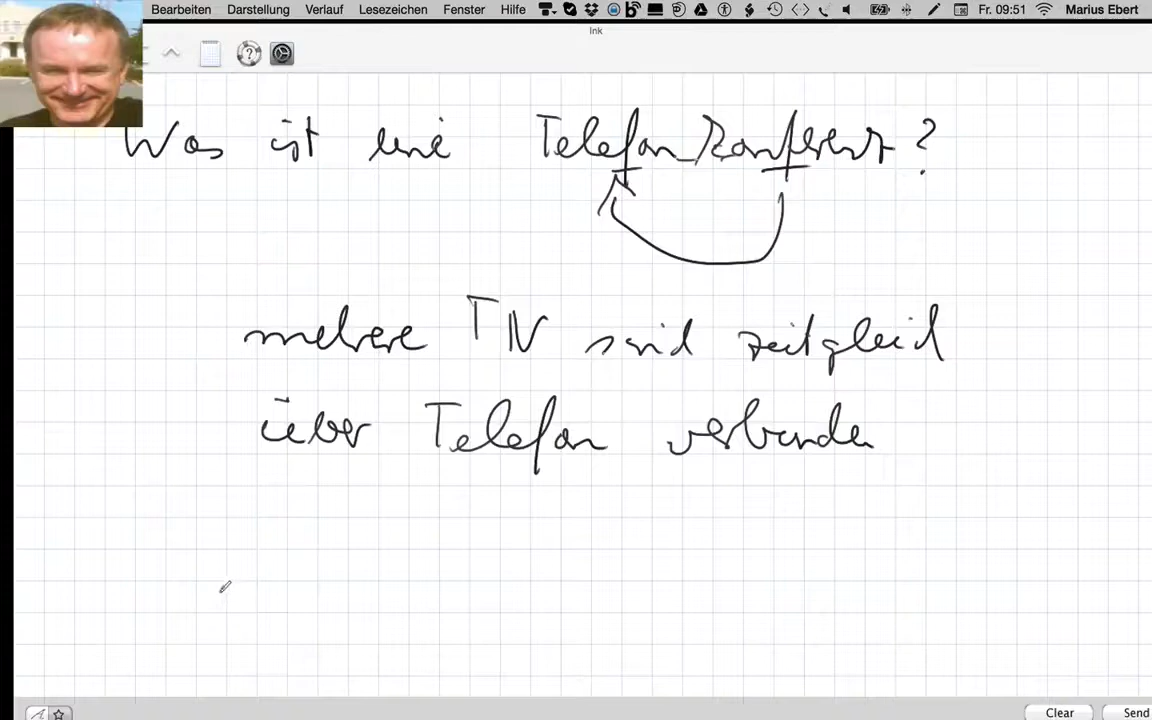 Bearbeiten Darstellung Verlauf Lesezeichen Fenster Hilfe Fr. 09:51 Marius Ebert
Ink
Was ist eine Telefonkonferenz?
mehrere TN sind zeitgleich
über Telefon verbunden
Clear Send